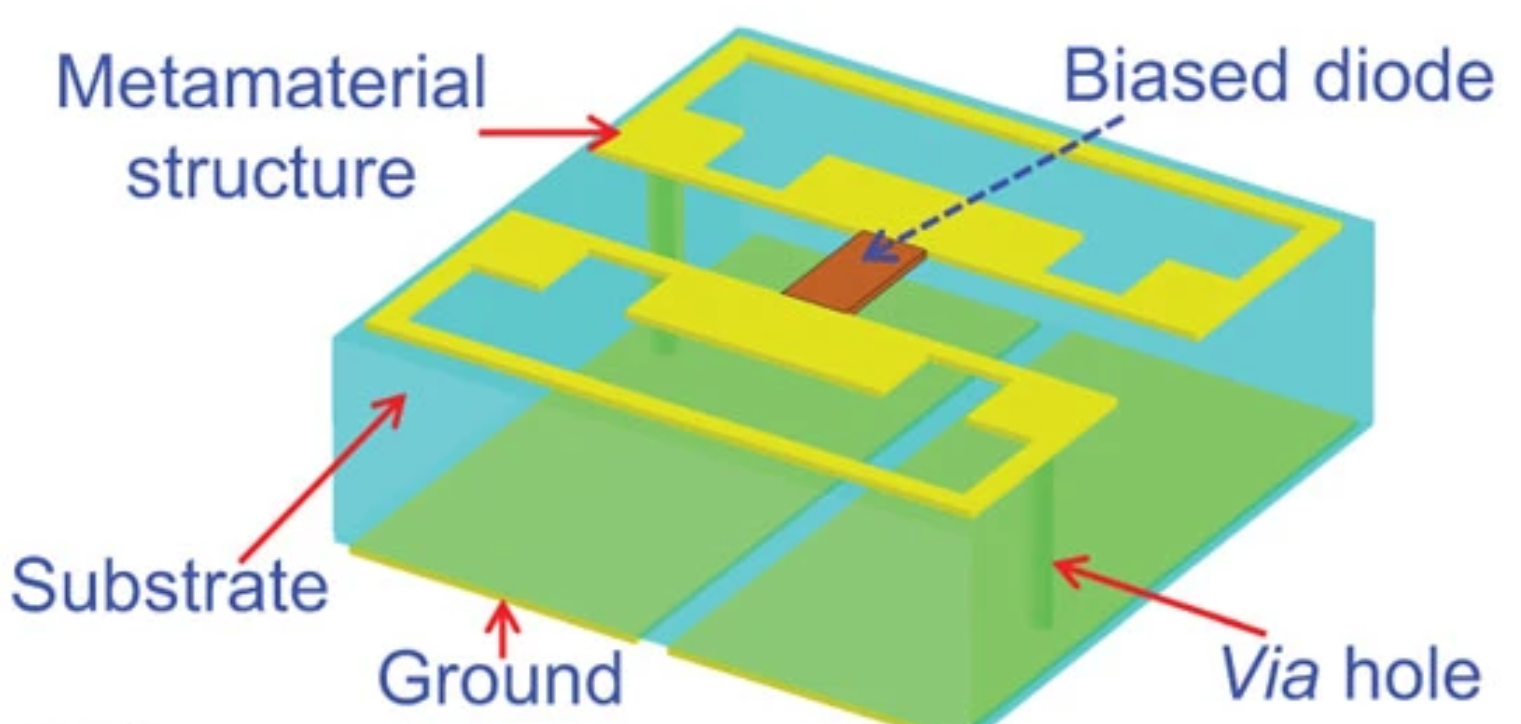 Metamaterial
structure
Biased diode
Substrate
Ground
Via hole